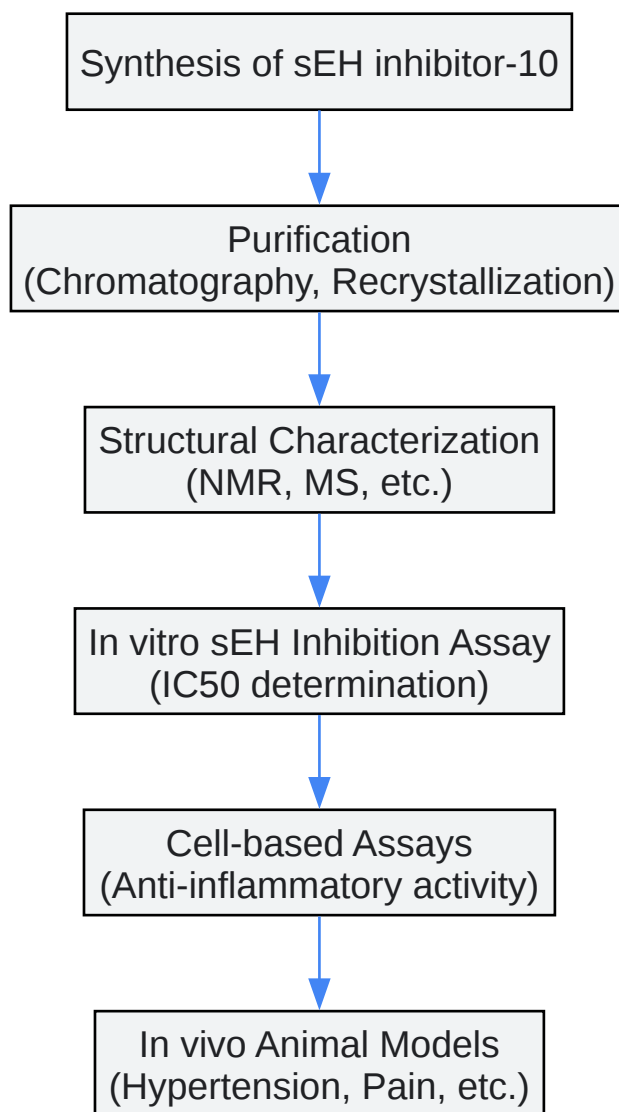 Synthesis of sEH inhibitor-10
Purification
(Chromatography, Recrystallization)
Structural Characterization
(NMR, MS, etc.)
In vitro sEH Inhibition Assay
(IC50 determination)
Cell-based Assays
(Anti-inflammatory activity)
In vivo Animal Models
(Hypertension, Pain, etc.)